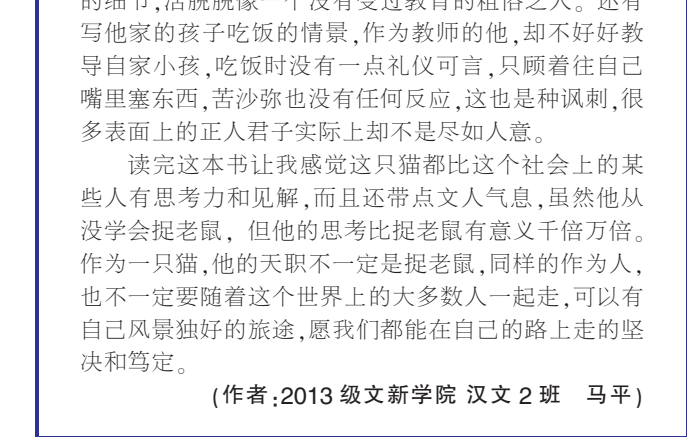 的细节,活脱脱像一个没有受过教育的粗俗之人。还有
写他家的孩子吃饭的情景,作为教师的他,却不好好教
导自家小孩,吃饭时没有一点礼仪可言,只顾着往自己
嘴里塞东西,苦沙弥也没有任何反应,这也是种讽刺,很
多表面上的正人君子实际上却不是尽如人意。
读完这本书让我感觉这只猫都比这个社会上的某
些人有思考力和见解,而且还带点文人气息,虽然他从
没学会捉老鼠,但他的思考比捉老鼠有意义千倍万倍。
作为一只猫,他的天职不一定是捉老鼠,同样的作为人,
也不一定要随着这个世界上的大多数人一起走,可以有
自己风景独好的旅途,愿我们都能在自己的路上走的坚
决和笃定。
(作者:2013 级文新学院 汉文 2 班　马平)